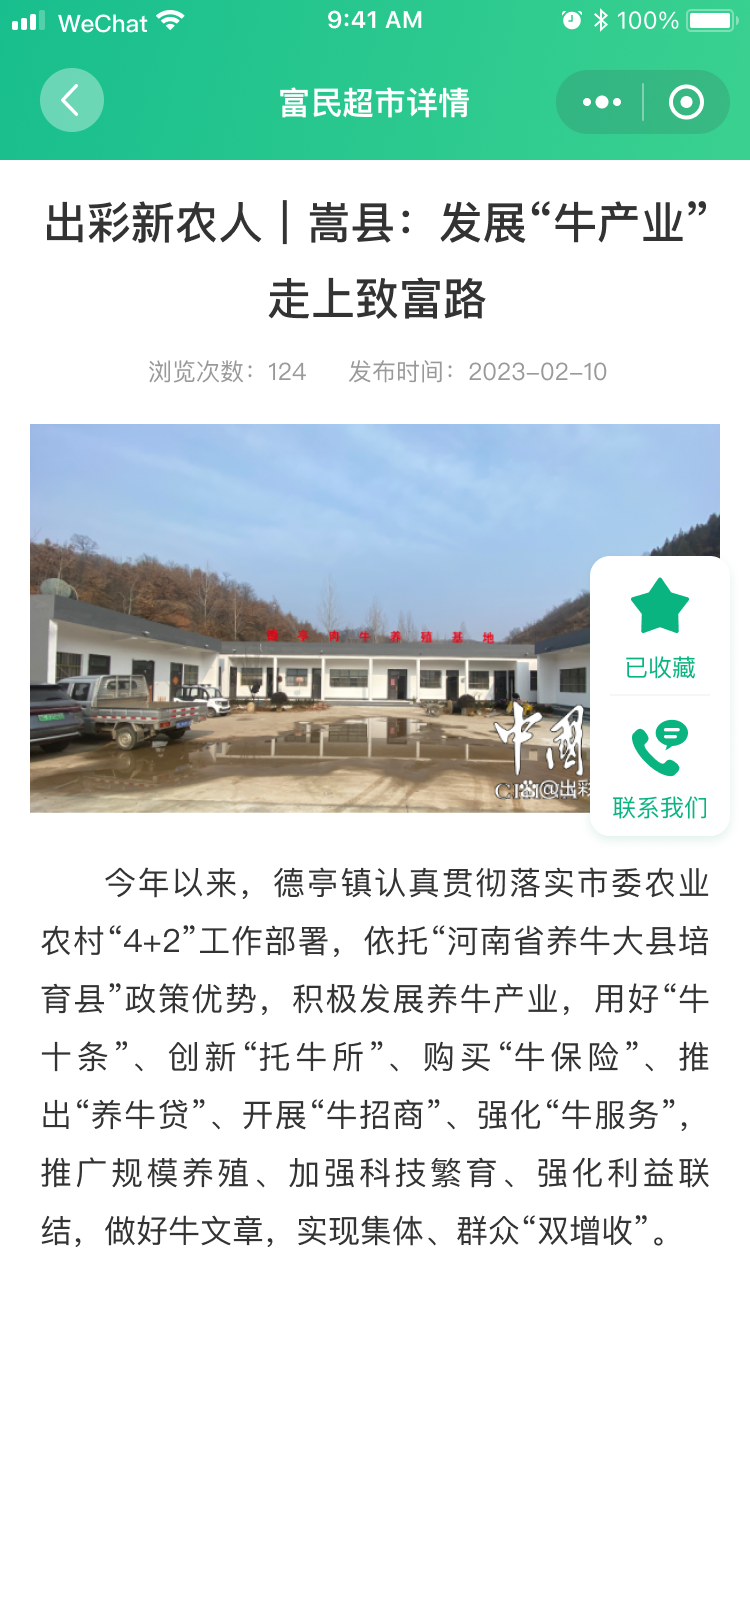 WeChat 9:41 AM 100%
富民超市详情
出彩新农人｜嵩县：发展“牛产业”
走上致富路
浏览次数：124 发布时间：2023-02-10
亭肉牛养殖基地
已收藏
中国
@出彩
联系我们
今年以来，德亭镇认真贯彻落实市委农业
农村“4+2”工作部署，依托“河南省养牛大县培
育县”政策优势，积极发展养牛产业，用好“牛
十条”、创新“托牛所”、购买“牛保险”、推
出“养牛贷”、开展“牛招商”、强化“牛服务”，
推广规模养殖、加强科技繁育、强化利益联
结，做好牛文章，实现集体、群众“双增收”。